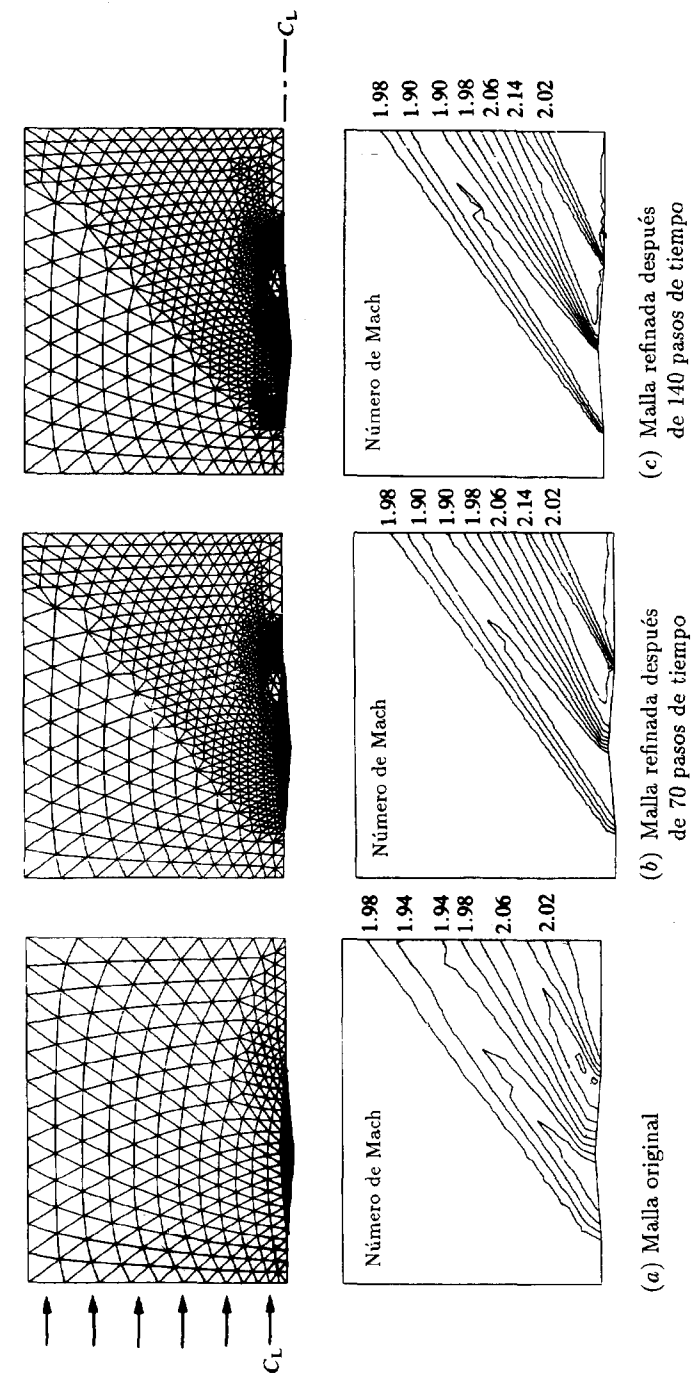 C_L
C_L
Número de Mach
1.98
1.94
1.94
1.98
2.06
2.02
(a) Malla original
Número de Mach
1.98
1.90
1.90
1.98
2.06
2.14
2.02
(b) Malla refinada después
de 70 pasos de tiempo
Número de Mach
1.98
1.90
1.90
1.98
2.06
2.14
2.02
(c) Malla refinada después
de 140 pasos de tiempo